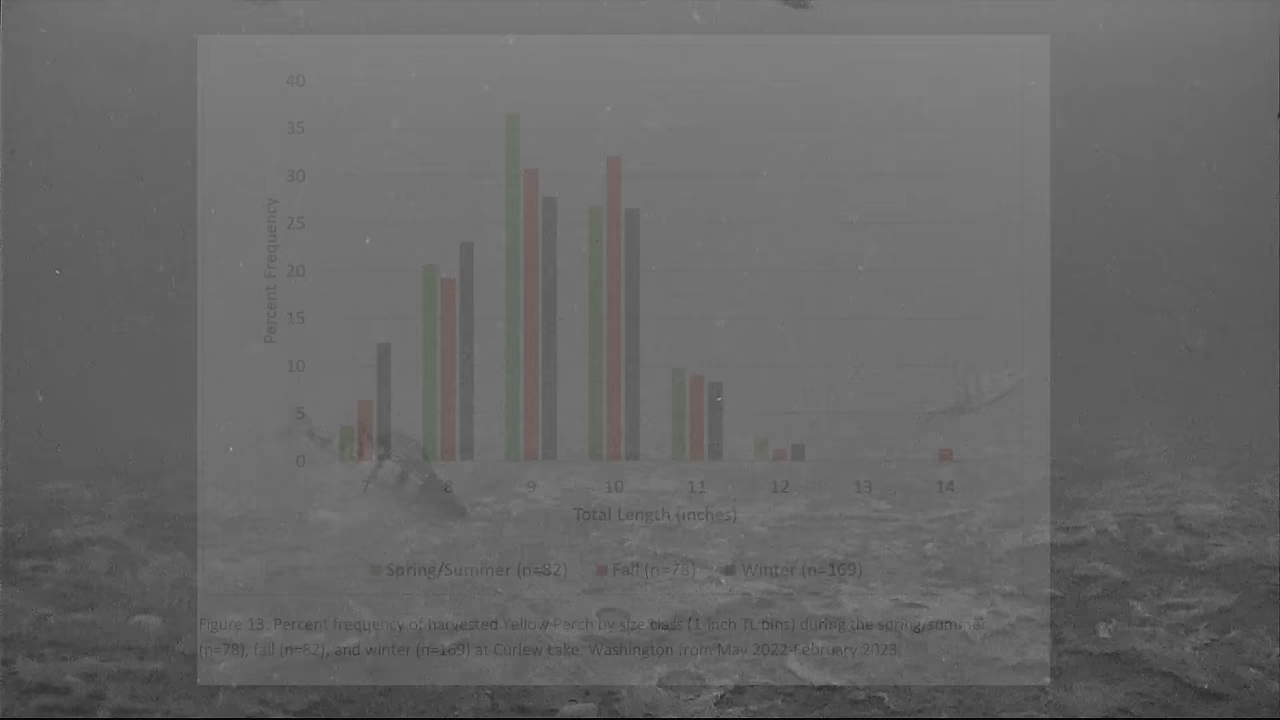 40
35
30
25
20
15
10
5
0
Percent Frequency
7 8 9 10 11 12 13 14
Total Length (inches)
Spring/Summer (n=82) Fall (n=78) Winter (n=169)
Figure 13. Percent frequency of harvested Yellow Perch by size class (1 inch TL bins) during the spring/summer
(n=78), fall (n=82), and winter (n=169) at Curlew Lake, Washington from May 2022-February 2023.